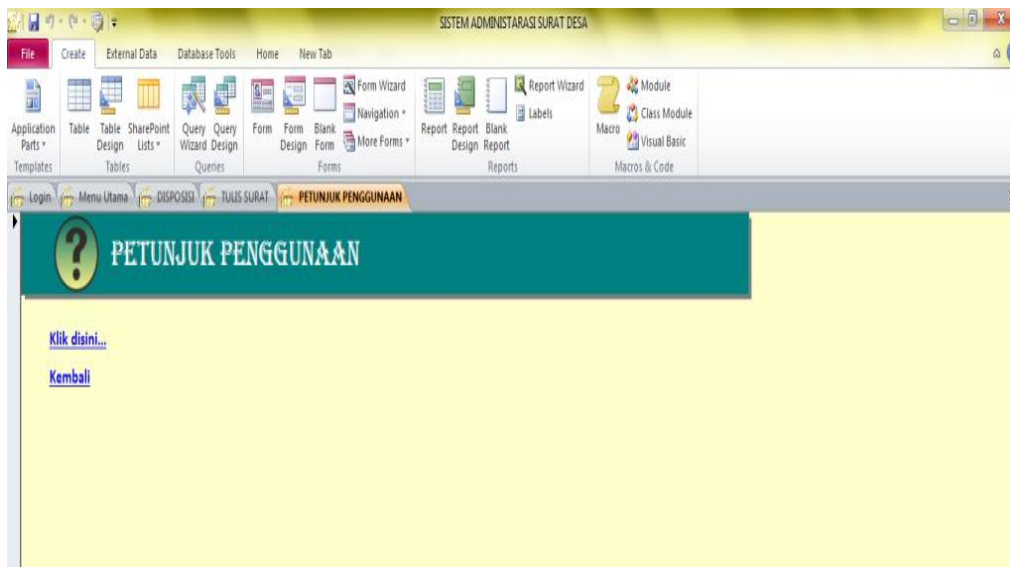 SISTEM ADMINISTARASI SURAT DESA
File Create External Data Database Tools Home New Tab
Application Parts
Table
Table Design
SharePoint Lists
Query Wizard
Query Design
Form
Form Design
Blank Form
Form Wizard
Navigation
More Forms
Report
Report Design
Blank Report
Report Wizard
Labels
Macro
Module
Class Module
Visual Basic
Templates Tables Queries Forms Reports Macros & Code
Login Menu Utama DISPOSISI TULIS SURAT PETUNJUK PENGGUNAAN
? PETUNJUK PENGGUNAAN
Klik disini...
Kembali